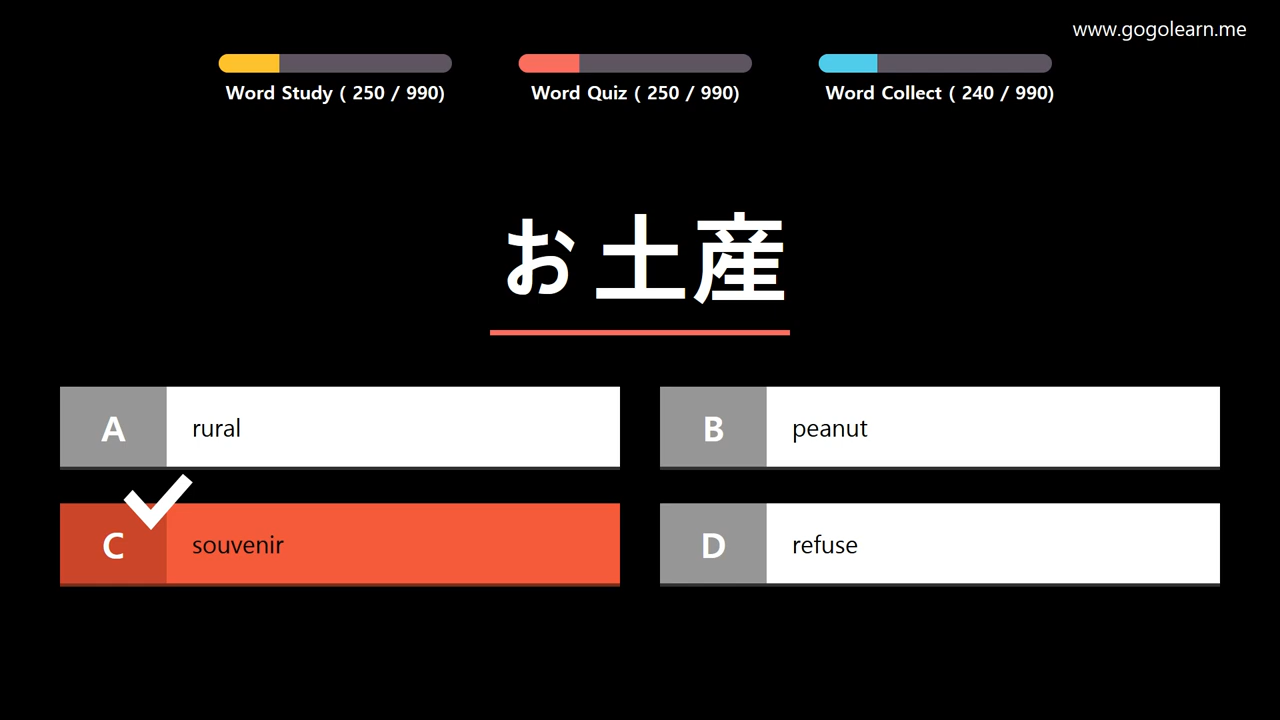 www.gogolearn.me
Word Study ( 250 / 990)
Word Quiz ( 250 / 990)
Word Collect ( 240 / 990)
お土産
A rural
B peanut
C souvenir
D refuse